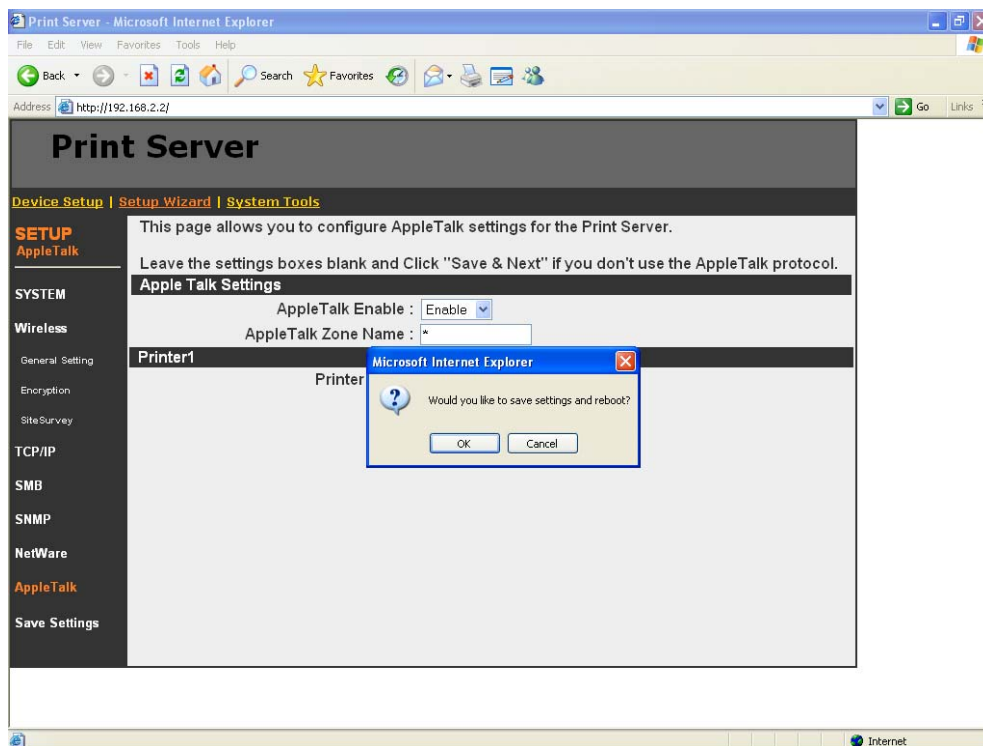 Print Server - Microsoft Internet Explorer
File Edit View Favorites Tools Help
Back Search Favorites
Address http://192.168.2.2/ Go Links
Print Server
Device Setup | Setup Wizard | System Tools
SETUP
AppleTalk
SYSTEM
Wireless
General Setting
Encryption
SiteSurvey
TCP/IP
SMB
SNMP
NetWare
AppleTalk
Save Settings
This page allows you to configure AppleTalk settings for the Print Server.
Leave the settings boxes blank and Click "Save & Next" if you don't use the AppleTalk protocol.
Apple Talk Settings
AppleTalk Enable : Enable
AppleTalk Zone Name : *
Printer1
Printer
Microsoft Internet Explorer
Would you like to save settings and reboot?
OK Cancel
Internet